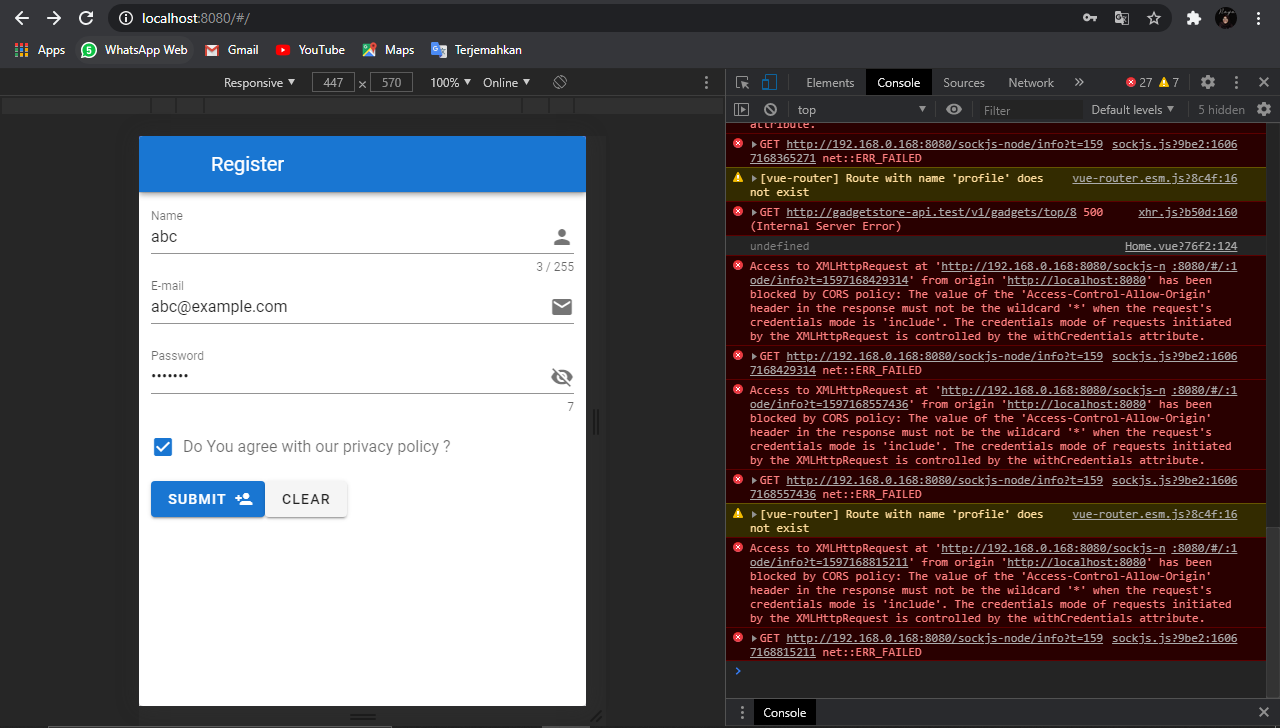 localhost:8080/#/
Apps
5
WhatsApp Web
Gmail
YouTube
Maps
Terjemahkan
Responsive ▼ 447 × 570 100% ▼ Online ▼
Register
Name
abc
3 / 255
E-mail
abc@example.com
Password
•••••••
7
Do You agree with our privacy policy ?
SUBMIT
CLEAR
Elements Console Sources Network » 27 7
top ▼ Filter Default levels ▼ 5 hidden
attribute.
GET http://192.168.0.168:8080/sockjs-node/info?t=159 sockjs.js?9be2:1606
7168365271 net::ERR_FAILED
[vue-router] Route with name 'profile' does vue-router.esm.js?8c4f:16
not exist
GET http://gadgetstore-api.test/v1/gadgets/top/8 500 xhr.js?b50d:160
(Internal Server Error)
undefined Home.vue?76f2:124
Access to XMLHttpRequest at 'http://192.168.0.168:8080/sockjs-n :8080/#/:1
ode/info?t=1597168429314' from origin 'http://localhost:8080' has been
blocked by CORS policy: The value of the 'Access-Control-Allow-Origin'
header in the response must not be the wildcard '*' when the request's
credentials mode is 'include'. The credentials mode of requests initiated
by the XMLHttpRequest is controlled by the withCredentials attribute.
GET http://192.168.0.168:8080/sockjs-node/info?t=159 sockjs.js?9be2:1606
7168429314 net::ERR_FAILED
Access to XMLHttpRequest at 'http://192.168.0.168:8080/sockjs-n :8080/#/:1
ode/info?t=1597168557436' from origin 'http://localhost:8080' has been
blocked by CORS policy: The value of the 'Access-Control-Allow-Origin'
header in the response must not be the wildcard '*' when the request's
credentials mode is 'include'. The credentials mode of requests initiated
by the XMLHttpRequest is controlled by the withCredentials attribute.
GET http://192.168.0.168:8080/sockjs-node/info?t=159 sockjs.js?9be2:1606
7168557436 net::ERR_FAILED
[vue-router] Route with name 'profile' does vue-router.esm.js?8c4f:16
not exist
Access to XMLHttpRequest at 'http://192.168.0.168:8080/sockjs-n :8080/#/:1
ode/info?t=1597168815211' from origin 'http://localhost:8080' has been
blocked by CORS policy: The value of the 'Access-Control-Allow-Origin'
header in the response must not be the wildcard '*' when the request's
credentials mode is 'include'. The credentials mode of requests initiated
by the XMLHttpRequest is controlled by the withCredentials attribute.
GET http://192.168.0.168:8080/sockjs-node/info?t=159 sockjs.js?9be2:1606
7168815211 net::ERR_FAILED
Console